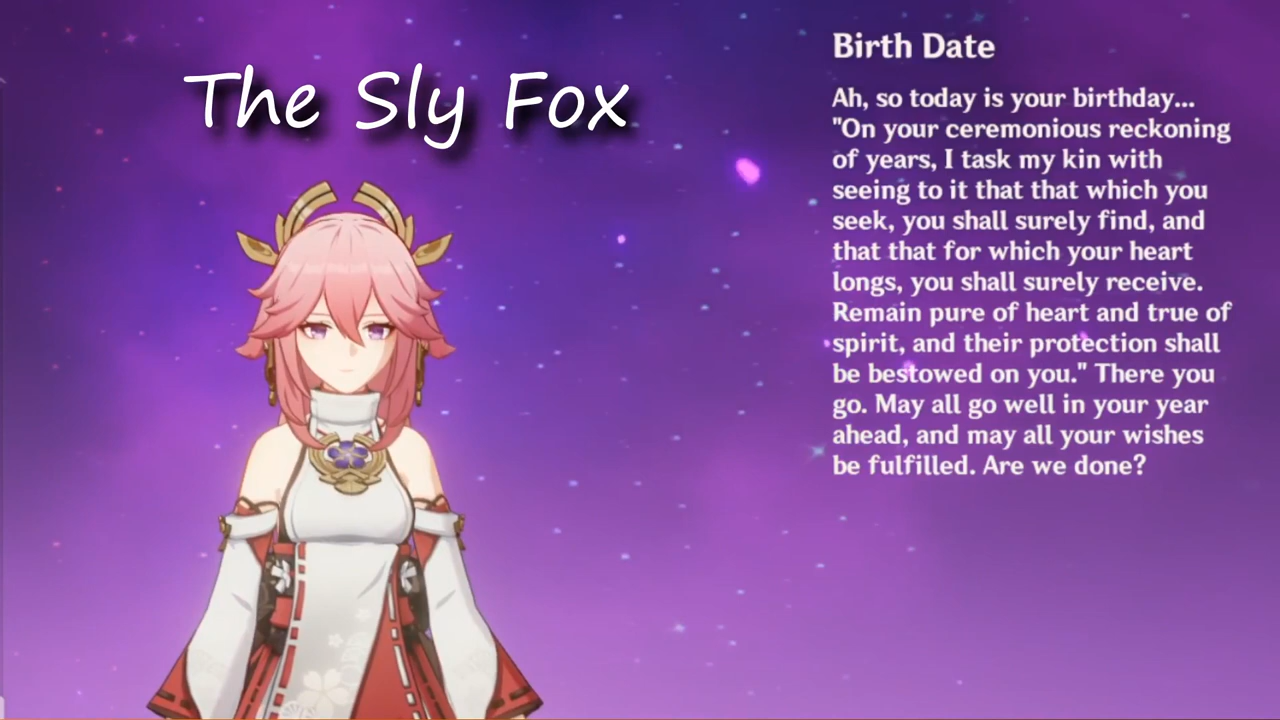 The Sly Fox
Birth Date
Ah, so today is your birthday...
"On your ceremonious reckoning
of years, I task my kin with
seeing to it that that which you
seek, you shall surely find, and
that that for which your heart
longs, you shall surely receive.
Remain pure of heart and true of
spirit, and their protection shall
be bestowed on you." There you
go. May all go well in your year
ahead, and may all your wishes
be fulfilled. Are we done?